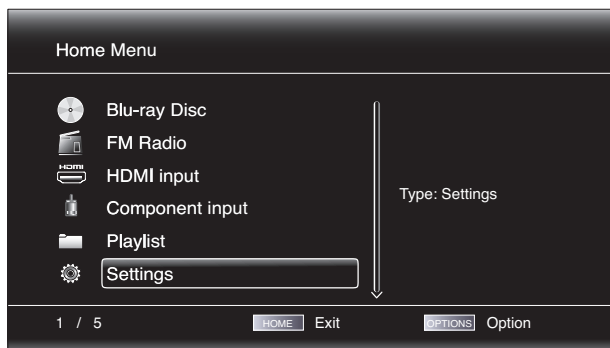 Home Menu
Blu-ray Disc
FM Radio
HDMI
HDMI input
Component input
Type: Settings
Playlist
Settings
1 / 5
HOME Exit
OPTIONS Option